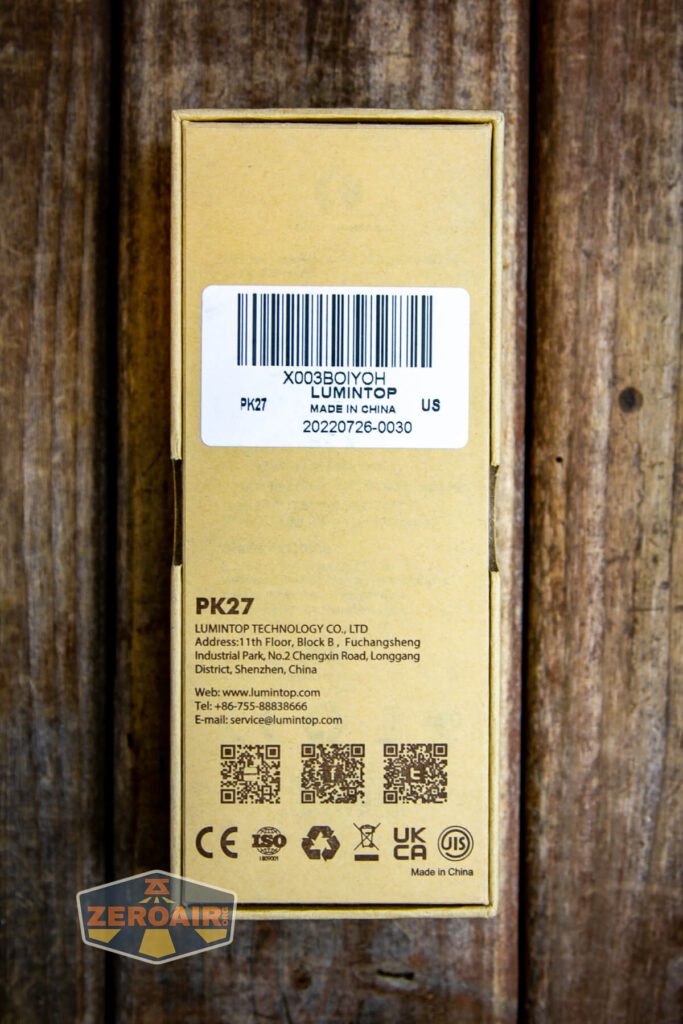 X003BOIYOH
LUMINTOP
PK27 MADE IN CHINA US
20220726-0030
PK27
LUMINTOP TECHNOLOGY CO., LTD
Address:11th Floor, Block B , Fuchangsheng
Industrial Park, No.2 Chengxin Road, Longgang
District, Shenzhen, China
Web: www.lumintop.com
Tel: +86-755-88838666
E-mail: service@lumintop.com
CE ISO UK CA JIS
ISO9001
Made in China
ZEROAIR.ORG